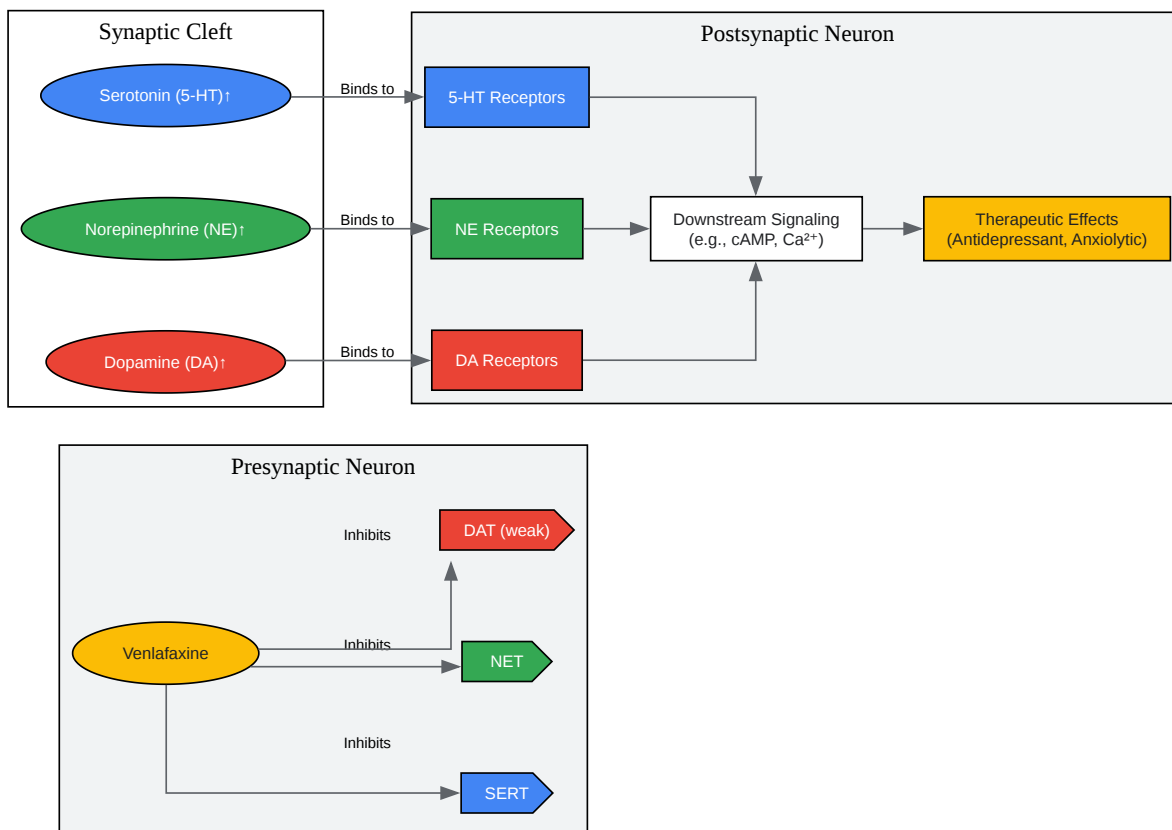 Synaptic Cleft
Postsynaptic Neuron
Serotonin (5-HT)↑
Binds to
5-HT Receptors
Norepinephrine (NE)↑
Binds to
NE Receptors
Downstream Signaling
(e.g., cAMP, Ca²⁺)
Therapeutic Effects
(Antidepressant, Anxiolytic)
Dopamine (DA)↑
Binds to
DA Receptors
Presynaptic Neuron
Inhibits
DAT (weak)
Venlafaxine
Inhibits
NET
Inhibits
SERT